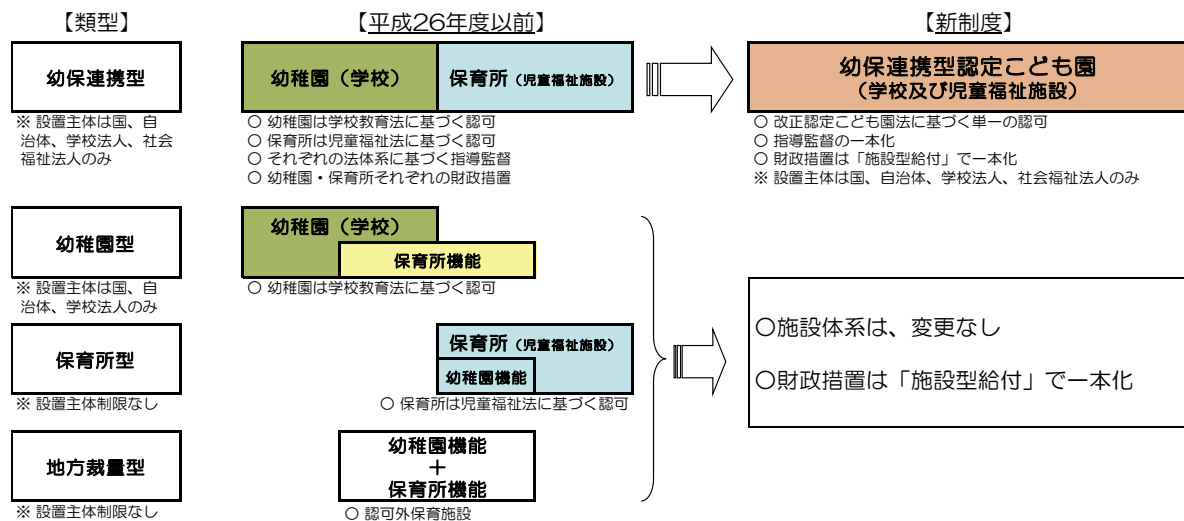 【類型】
【平成26年度以前】
【新制度】
幼保連携型
※ 設置主体は国、自
治体、学校法人、社会
福祉法人のみ
幼稚園（学校）
保育所（児童福祉施設）
○ 幼稚園は学校教育法に基づく認可
○ 保育所は児童福祉法に基づく認可
○ それぞれの法体系に基づく指導監督
○ 幼稚園・保育所それぞれの財政措置
幼保連携型認定こども園
（学校及び児童福祉施設）
○ 改正認定こども園法に基づく単一の認可
○ 指導監督の一本化
○ 財政措置は「施設型給付」で一本化
※ 設置主体は国、自治体、学校法人、社会福祉法人のみ
幼稚園型
※ 設置主体は国、自
治体、学校法人のみ
幼稚園（学校）
保育所機能
○ 幼稚園は学校教育法に基づく認可
保育所型
※ 設置主体制限なし
保育所（児童福祉施設）
幼稚園機能
○ 保育所は児童福祉法に基づく認可
地方裁量型
※ 設置主体制限なし
幼稚園機能
＋
保育所機能
○ 認可外保育施設
○施設体系は、変更なし
○財政措置は「施設型給付」で一本化